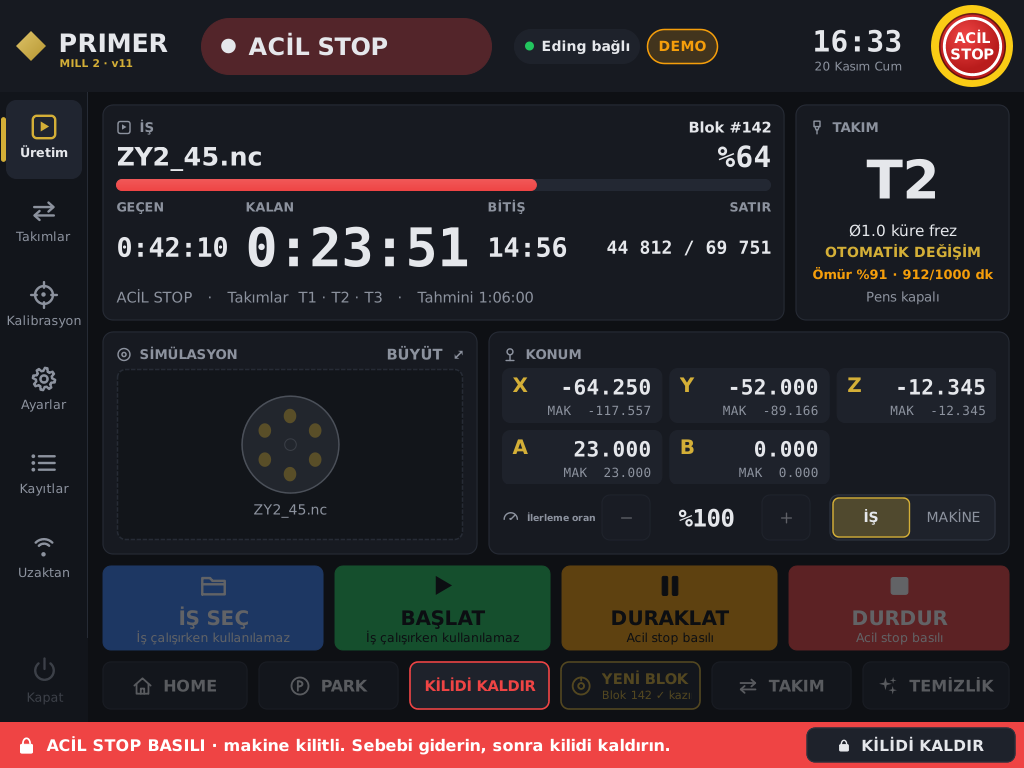 PRIMER
MILL 2 · v11
ACİL STOP
Eding bağlı
DEMO
16:33
20 Kasım Cum
ACİL
STOP
Üretim
Takımlar
Kalibrasyon
Ayarlar
Kayıtlar
Uzaktan
Kapat
İŞ
Blok #142
ZY2_45.nc
%64
GEÇEN
KALAN
BİTİŞ
SATIR
0:42:10
0:23:51
14:56
44 812 / 69 751
ACİL STOP · Takımlar T1 · T2 · T3 · Tahmini 1:06:00
TAKIM
T2
Ø1.0 küre frez
OTOMATİK DEĞİŞİM
Ömür %91 · 912/1000 dk
Pens kapalı
SİMÜLASYON
BÜYÜT
ZY2_45.nc
KONUM
X -64.250
MAK -117.557
Y -52.000
MAK -89.166
Z -12.345
MAK -12.345
A 23.000
MAK 23.000
B 0.000
MAK 0.000
İlerleme oran
− %100 +
İŞ
MAKİNE
İŞ SEÇ
İş çalışırken kullanılamaz
BAŞLAT
İş çalışırken kullanılamaz
DURAKLAT
Acil stop basılı
DURDUR
Acil stop basılı
HOME
PARK
KİLİDİ KALDIR
YENİ BLOK
Blok 142 ✓ kazı
TAKIM
TEMİZLİK
ACİL STOP BASILI · makine kilitli. Sebebi giderin, sonra kilidi kaldırın.
KİLİDİ KALDIR